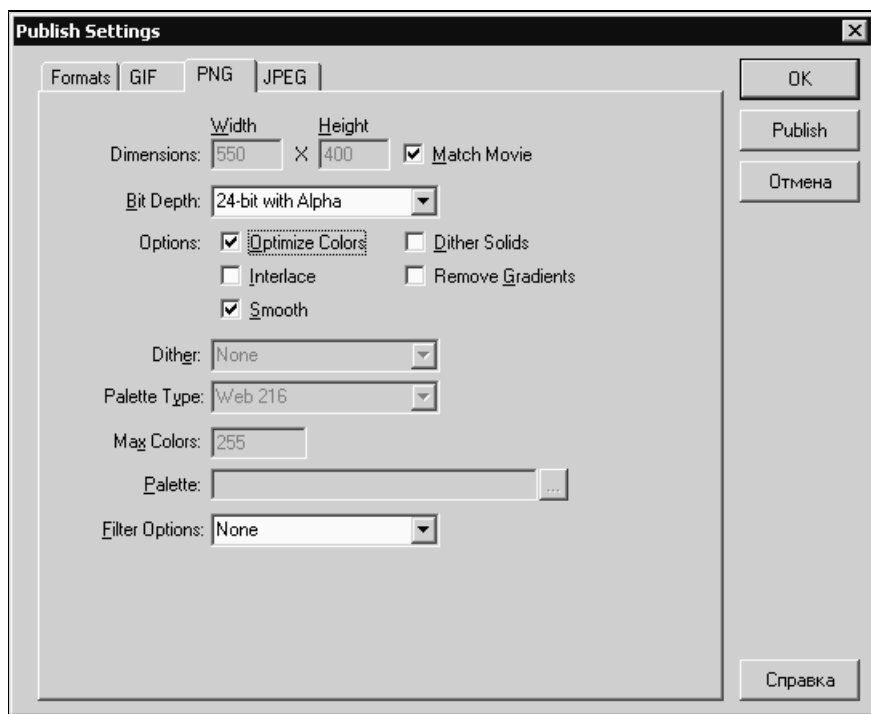 Publish Settings
Formats GIF PNG JPEG
OK
Publish
Отмена
Width Height
Dimensions: 550 X 400 Match Movie
Bit Depth: 24-bit with Alpha
Options: Optimize Colors Dither Solids
Interlace Remove Gradients
Smooth
Dither: None
Palette Type: Web 216
Max Colors: 255
Palette: ...
Filter Options: None
Справка